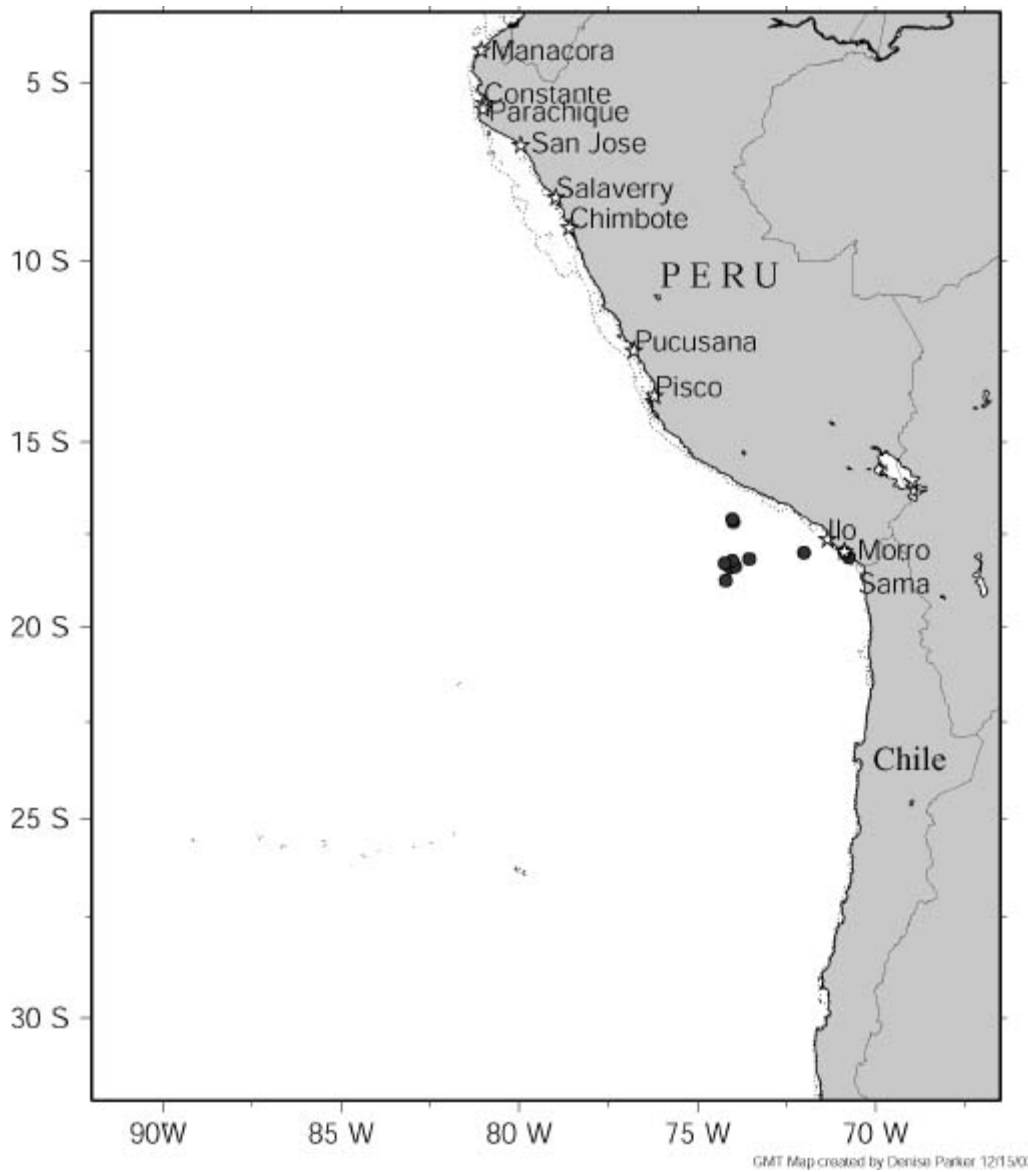 Manacora
5 S
Constante
Parachique
San Jose
Salaverry
Chimbote
10 S
PERU
Pucusana
Pisco
15 S
Ilo
Morro
Sama
20 S
Chile
25 S
30 S
90W
85 W
80 W
75 W
70 W
GMT Map created by Denise Parker